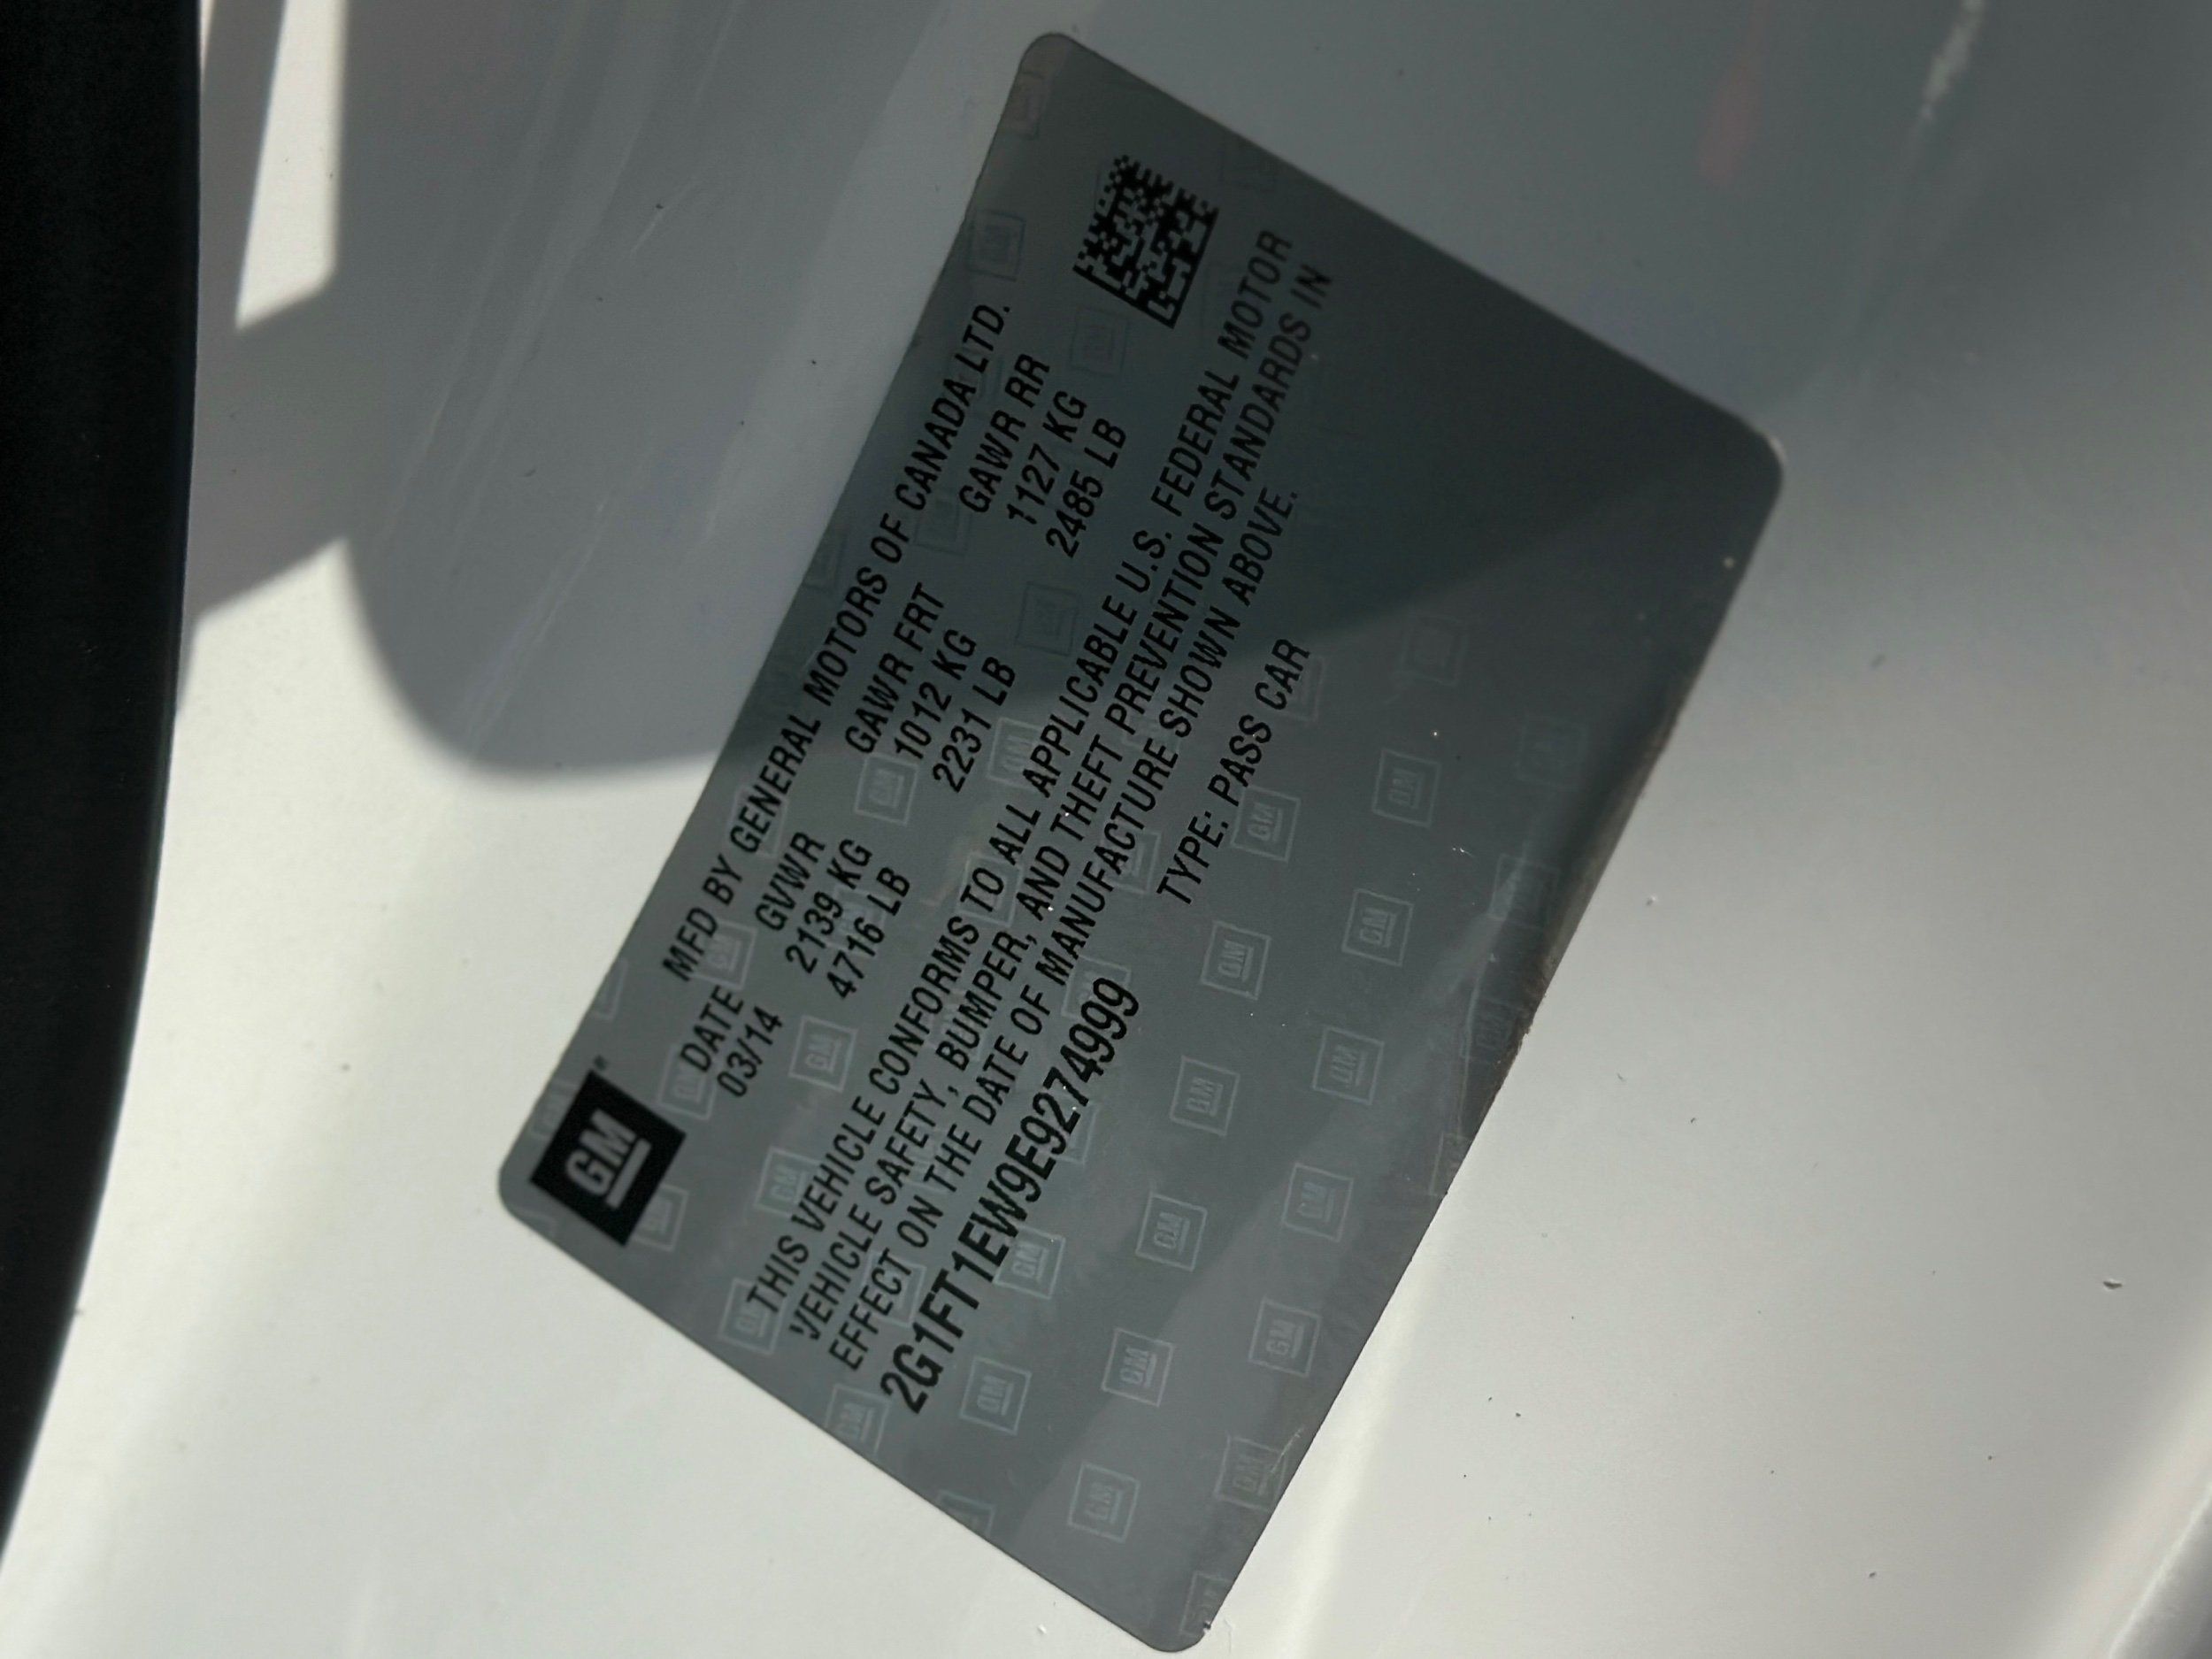 GM
MFD BY GENERAL MOTORS OF CANADA LTD.
DATE GVWR GAWR FRT GAWR RR
03/14 2139 KG 1012 KG 1127 KG
4716 LB 2231 LB 2485 LB
THIS VEHICLE CONFORMS TO ALL APPLICABLE U.S. FEDERAL MOTOR
VEHICLE SAFETY, BUMPER, AND THEFT PREVENTION STANDARDS IN
EFFECT ON THE DATE OF MANUFACTURE SHOWN ABOVE.
2G1FT1EW9E9274999 TYPE: PASS CAR